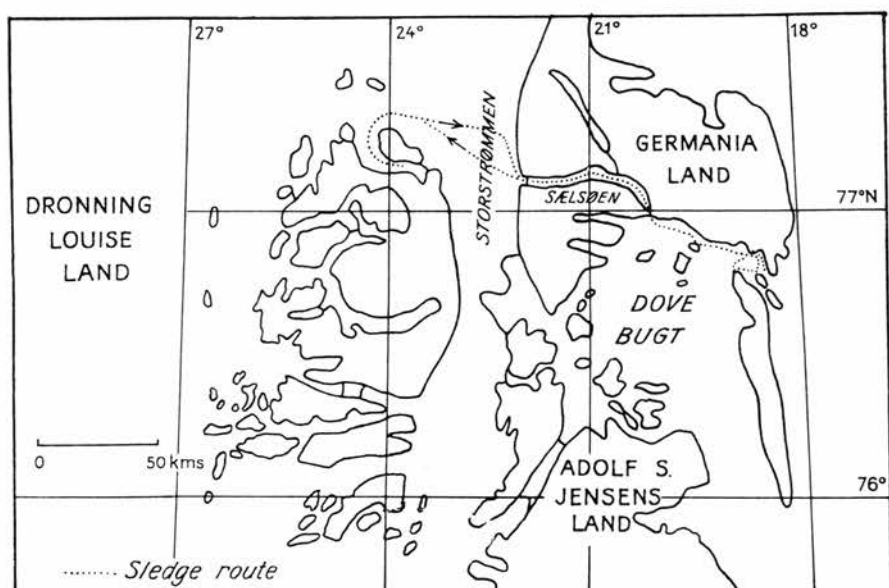 27°
24°
21°
18°
STORSTRØMMEN
GERMANIA
LAND
SÆLSØEN
77°N
DRONNING
LOUISE
LAND
DOVE
BUGT
0 50 kms
ADOLF S.
JENSENS
LAND
76°
Sledge route